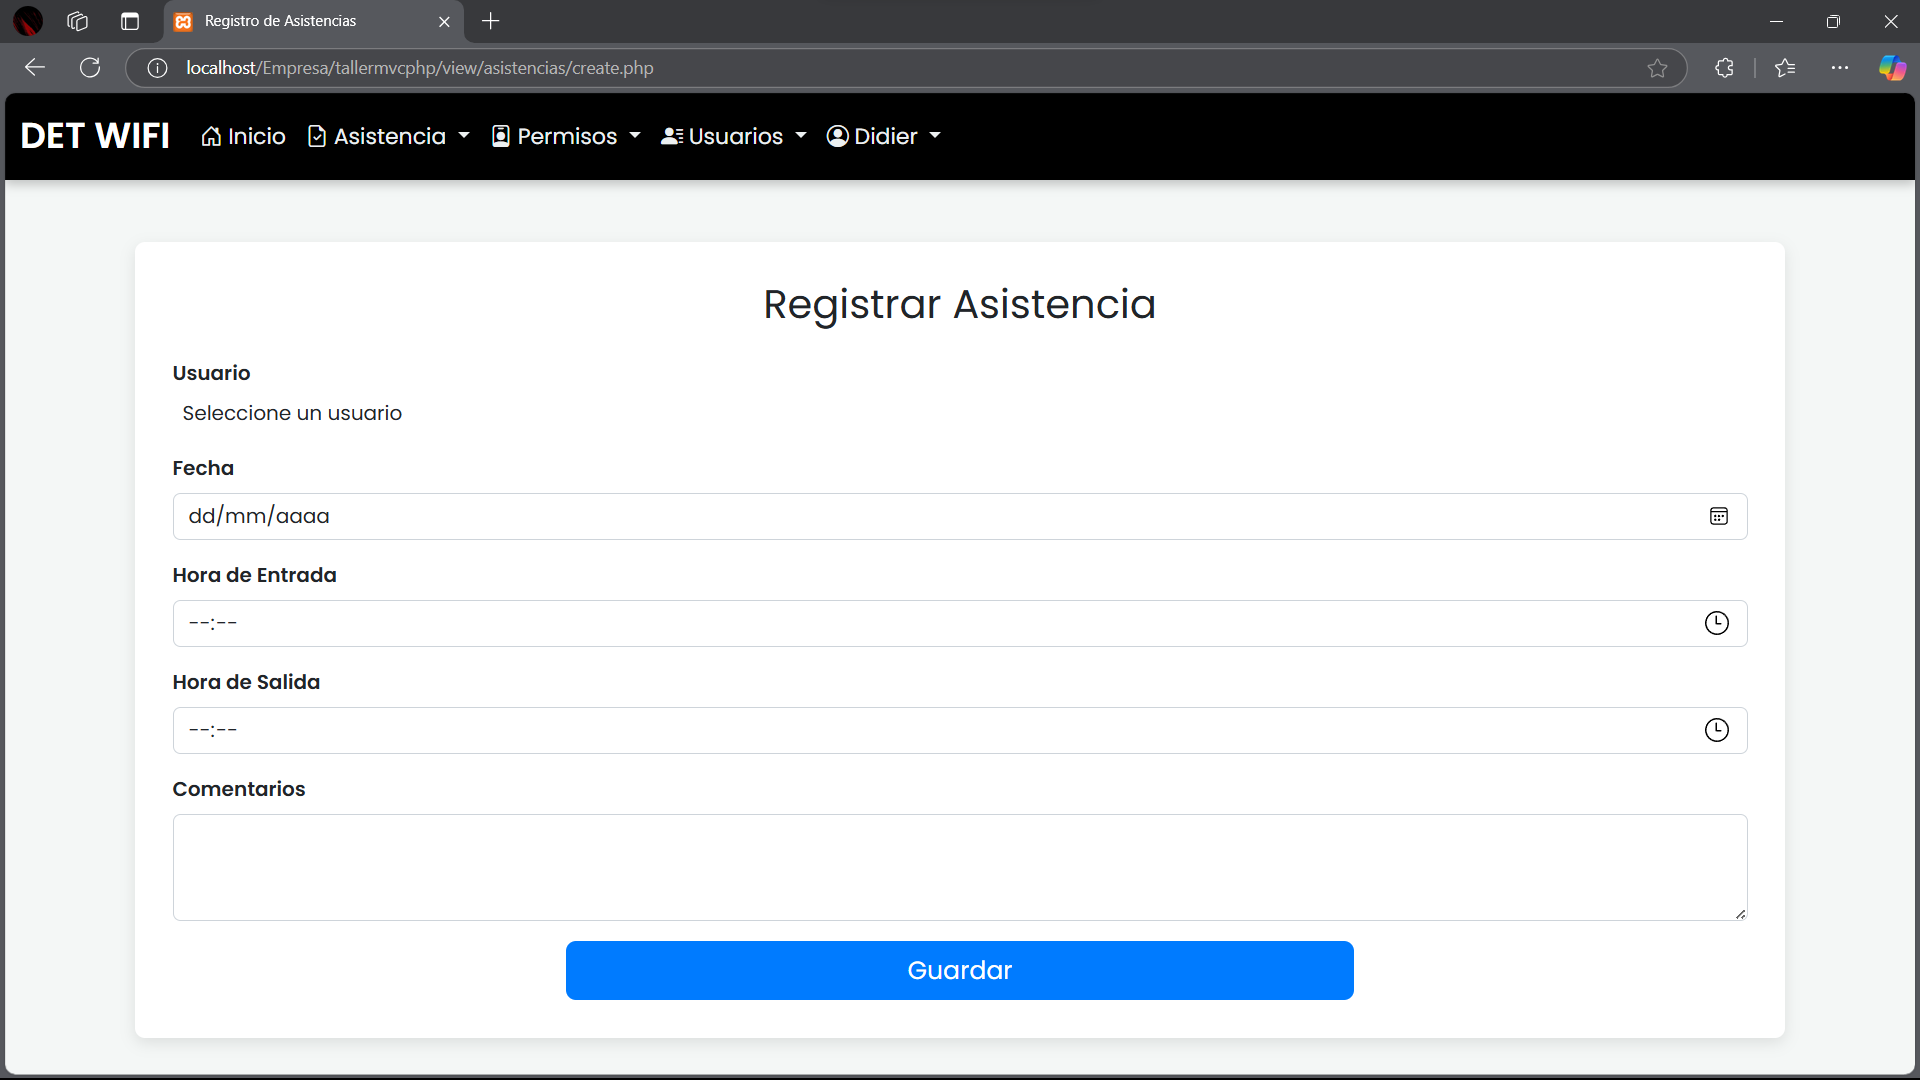 Registro de Asistencias
localhost/Empresa/tallermvcphp/view/asistencias/create.php
DET WIFI Inicio Asistencia Permisos Usuarios Didier
Registrar Asistencia
Usuario
Seleccione un usuario
Fecha
dd/mm/aaaa
Hora de Entrada
--:--
Hora de Salida
--:--
Comentarios
Guardar